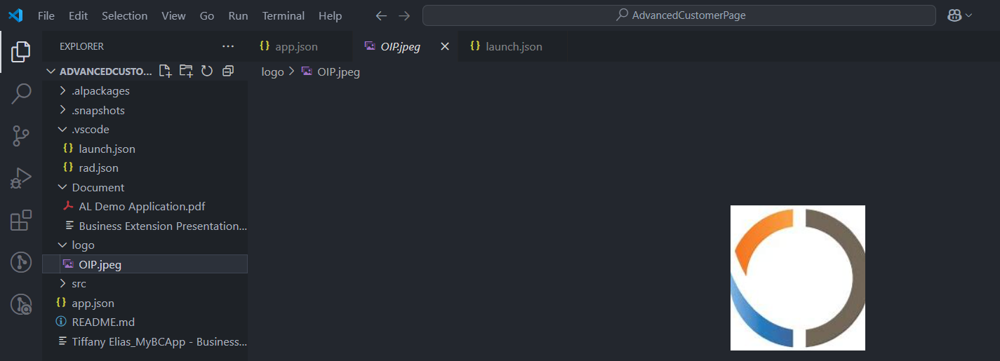 File Edit Selection View Go Run Terminal Help AdvancedCustomerPage
EXPLORER
app.json OIP.jpeg launch.json
ADVANCEDCUSTO...
logo > OIP.jpeg
.alpackages
.snapshots
.vscode
launch.json
rad.json
Document
AL Demo Application.pdf
Business Extension Presentation...
logo
OIP.jpeg
src
app.json
README.md
Tiffany Elias_MyBCApp - Business...